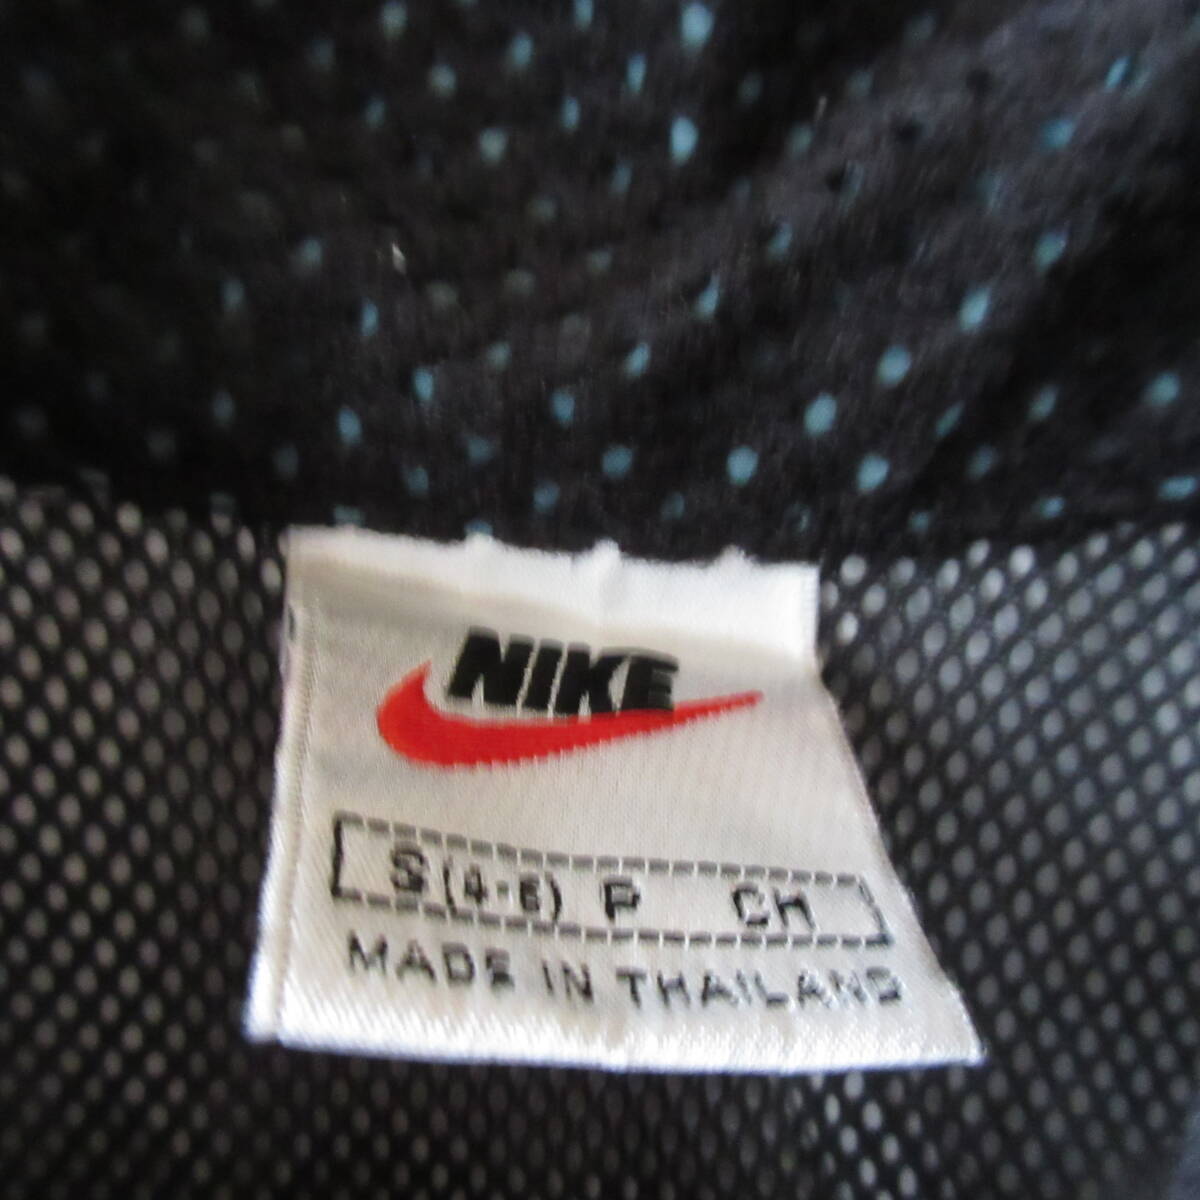 NIKE
S (4-6) P CH
MADE IN THAILAND